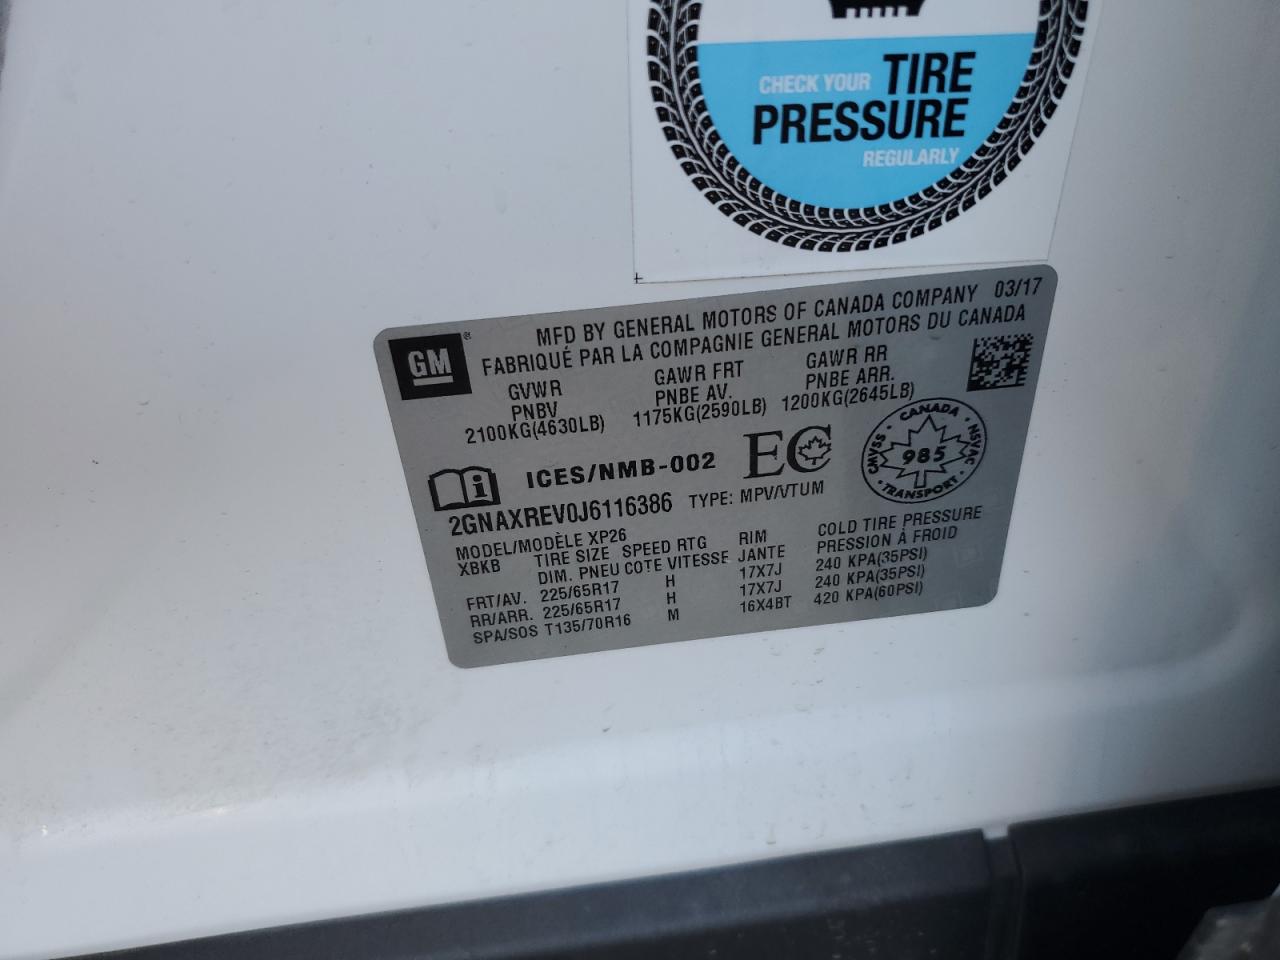 CHECK YOUR TIRE
PRESSURE
REGULARLY
MFD BY GENERAL MOTORS OF CANADA COMPANY 03/17
FABRIQUÉ PAR LA COMPAGNIE GENERAL MOTORS DU CANADA
GM ®
GVWR GAWR FRT GAWR RR
PNBV PNBE AV. PNBE ARR.
2100KG(4630LB) 1175KG(2590LB) 1200KG(2645LB)
i ICES/NMB-002 EC
CANADA
CMVSS 985 NSVAC
TRANSPORT
2GNAXREV0J6116386 TYPE: MPV/VTUM
MODEL/MODÈLE XP26
XBKB TIRE SIZE SPEED RTG RIM COLD TIRE PRESSURE
DIM. PNEU COTE VITESSE JANTE PRESSION À FROID
FRT/AV. 225/65R17 H 17X7J 240 KPA(35PSI)
RR/ARR. 225/65R17 H 17X7J 240 KPA(35PSI)
SPA/SOS T135/70R16 M 16X4BT 420 KPA(60PSI)